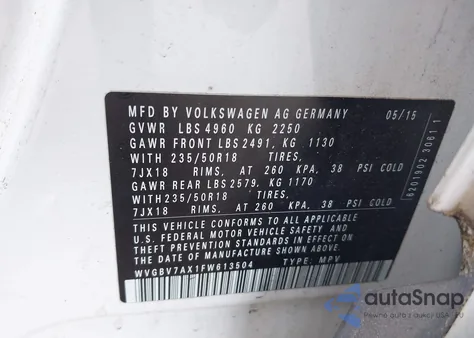 MFD BY VOLKSWAGEN AG GERMANY 05/15
GVWR LBS 4960 KG 2250
GAWR FRONT LBS 2491, KG 1130
WITH 235/50R18 TIRES,
7JX18 RIMS, AT 260 KPA, 38 PSI COLD
GAWR REAR LBS 2579, KG 1170
WITH 235/50R18 TIRES,
7JX18 RIMS, AT 260 KPA, 38 PSI COLD
THIS VEHICLE CONFORMS TO ALL APPLICABLE
U.S. FEDERAL MOTOR VEHICLE SAFETY AND
THEFT PREVENTION STANDARDS IN EFFECT ON
THE DATE OF MANUFACTURE SHOWN ABOVE.
WVGBV7AX1FW613504 TYPE: MPV
6201902 3061 1
autoSnap